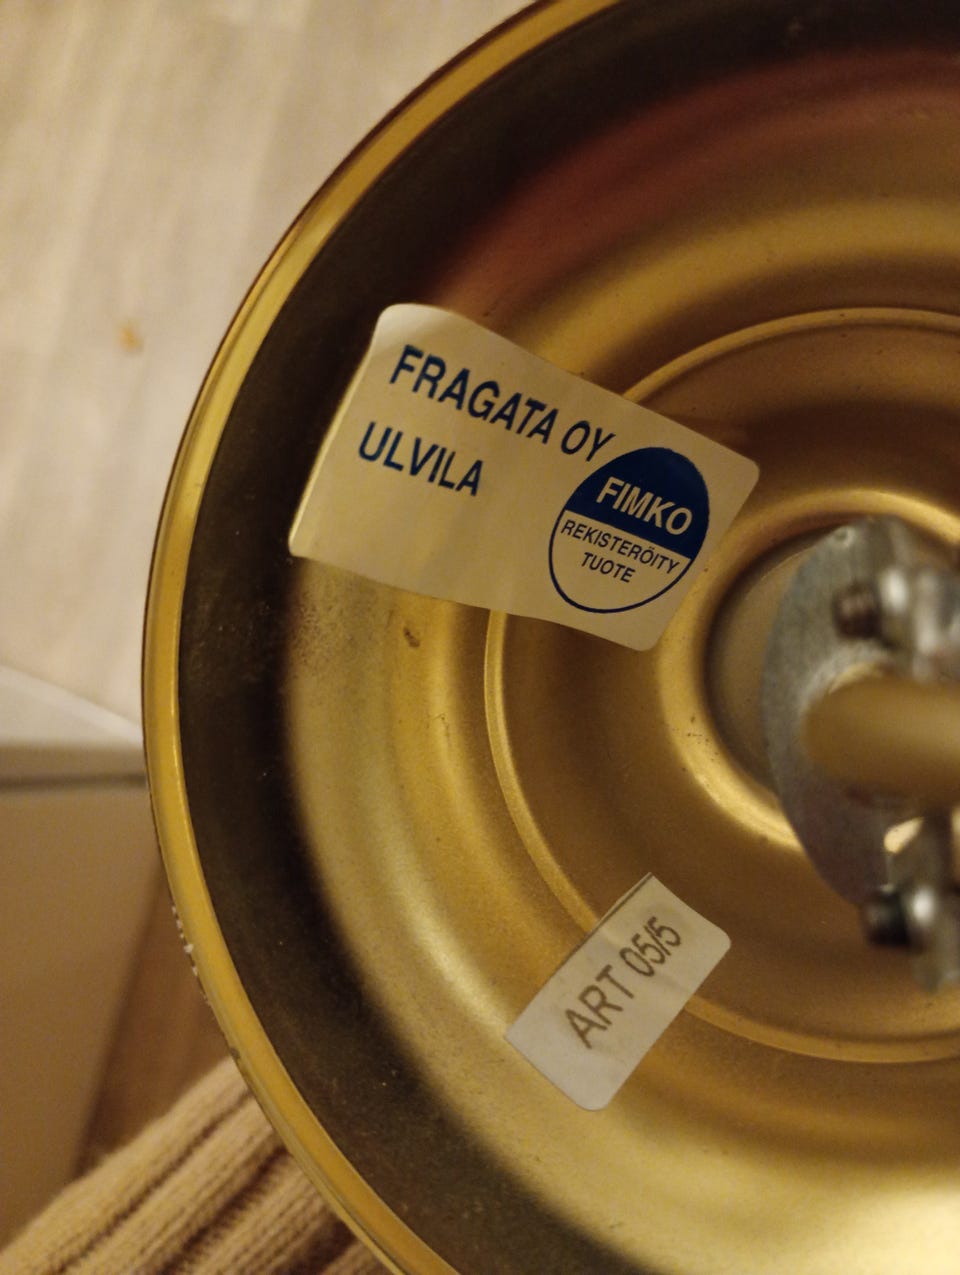 FRAGATA OY
ULVILA
FIMKO
REKISTERÖITY
TUOTE
ART 05/5